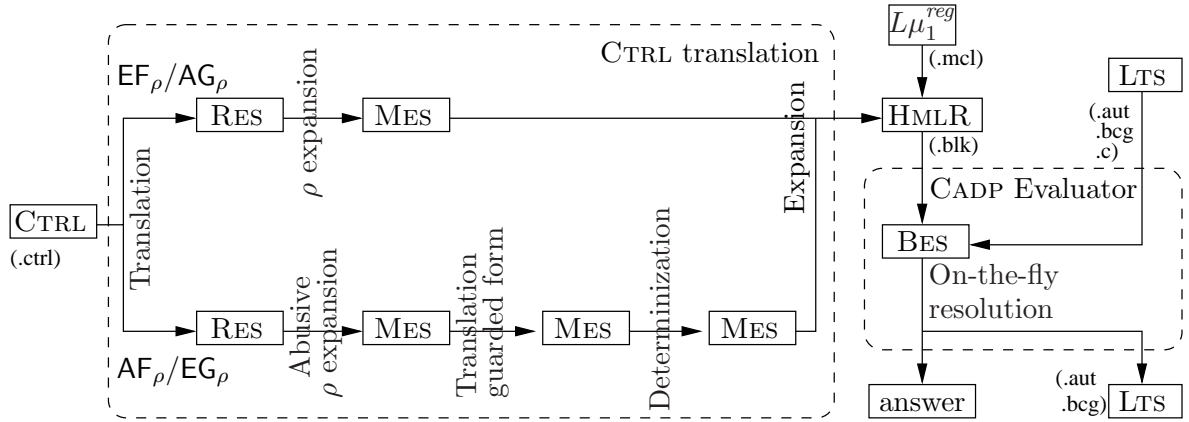 CTRL translation
EFρ/AGρ
RES
ρ expansion
MES
Expansion
Translation
CTRL
(.ctrl)
AFρ/EGρ
RES
Abusive
ρ expansion
MES
Translation
guarded form
MES
Determinization
MES
Lμ₁^reg
(.mcl)
HMLR
(.blk)
LTS
(.aut
.bcg
.c)
CADP Evaluator
BES
On-the-fly
resolution
answer
(.aut
.bcg)
LTS